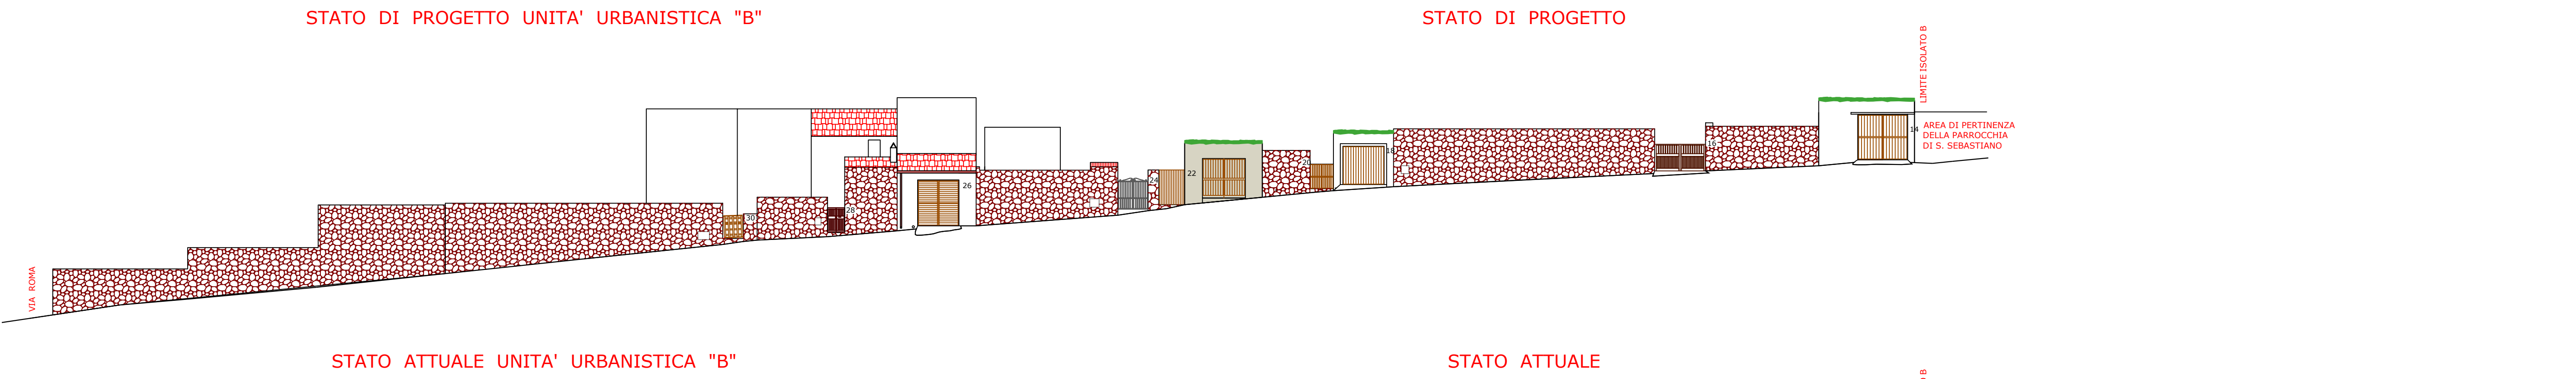 STATO DI PROGETTO UNITA' URBANISTICA "B"
STATO DI PROGETTO
LIMITE ISOLATO B
AREA DI PERTINENZA
DELLA PARROCCHIA
DI S. SEBASTIANO
14
16
18
20
22
24
26
28
30
VIA ROMA
STATO ATTUALE UNITA' URBANISTICA "B"
STATO ATTUALE
B